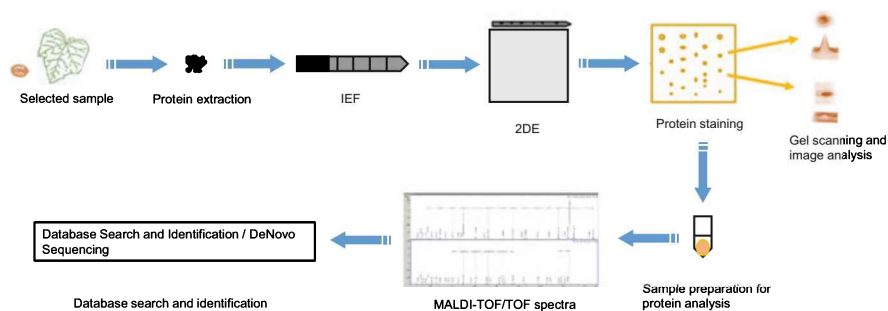 Selected sample
Protein extraction
IEF
2DE
Protein staining
Gel scanning and
image analysis
Database Search and Identification / DeNovo
Sequencing
Database search and identification
MALDI-TOF/TOF spectra
Sample preparation for
protein analysis